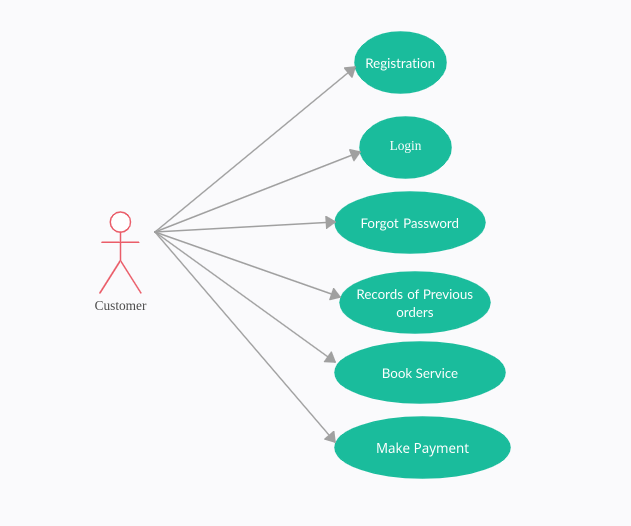 Registration
Login
Forgot Password
Records of Previous
orders
Book Service
Make Payment
Customer